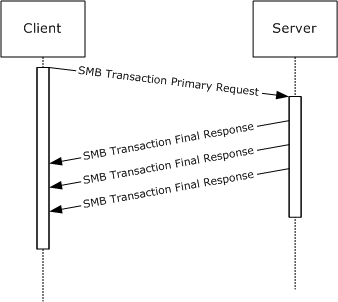 Client
Server
SMB Transaction Primary Request
SMB Transaction Final Response
SMB Transaction Final Response
SMB Transaction Final Response